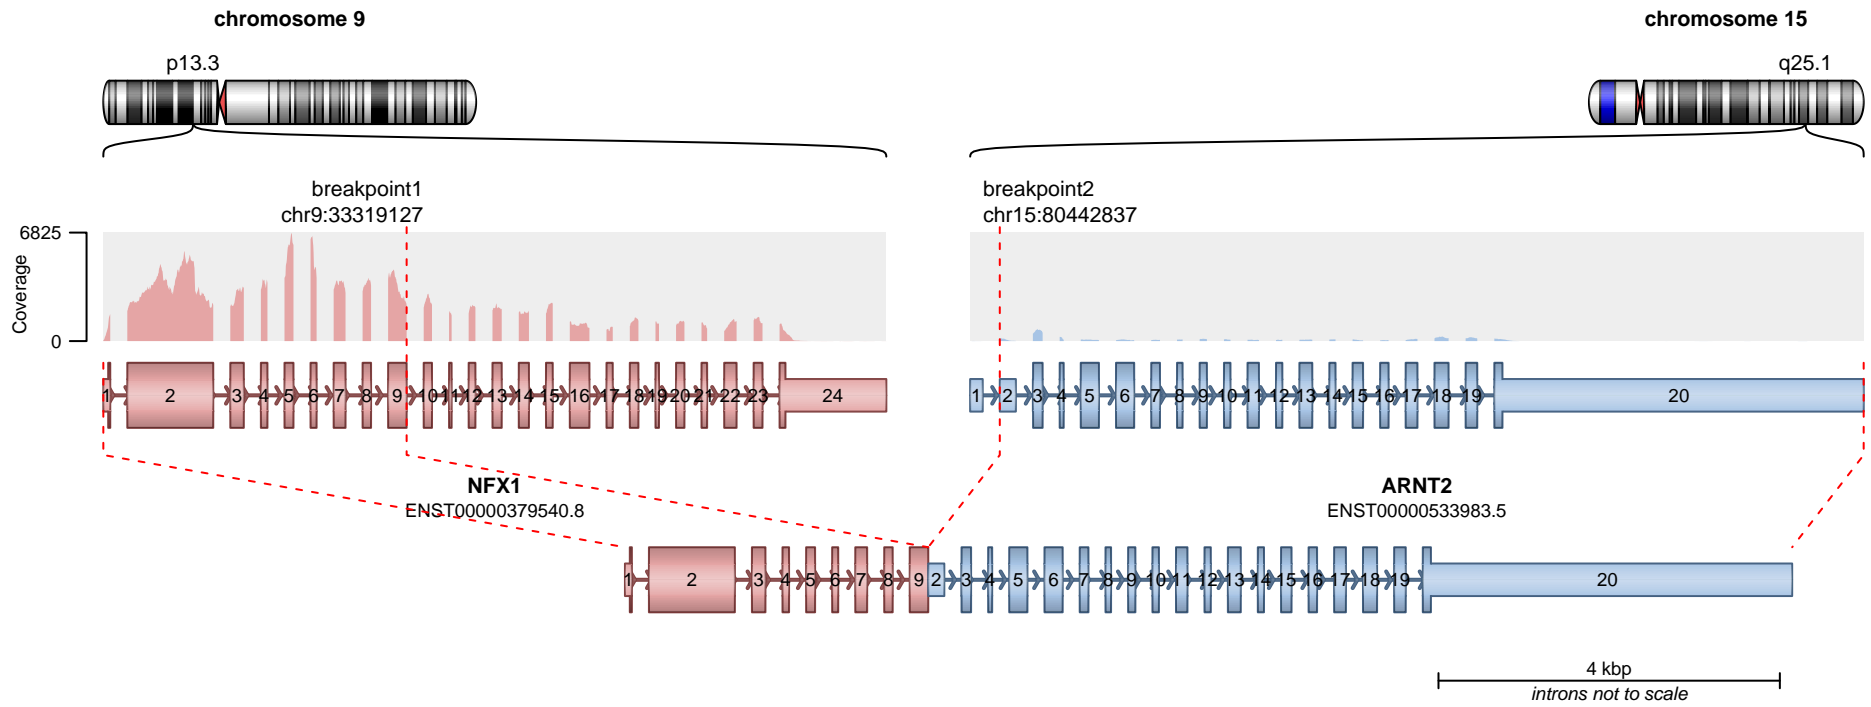 chromosome 9
chromosome 15
p13.3
q25.1
breakpoint1
chr9:33319127
breakpoint2
chr15:80442837
6825
Coverage
0
1 2 3 4 5 6 7 8 9 10 11 12 13 14 15 16 17 18 19 20 21 22 23 24
1 2 3 4 5 6 7 8 9 10 11 12 13 14 15 16 17 18 19 20
NFX1
ENST00000379540.8
ARNT2
ENST00000533983.5
1 2 3 4 5 6 7 8 9 2 3 4 5 6 7 8 9 10 11 12 13 14 15 16 17 18 19 20
4 kbp
introns not to scale